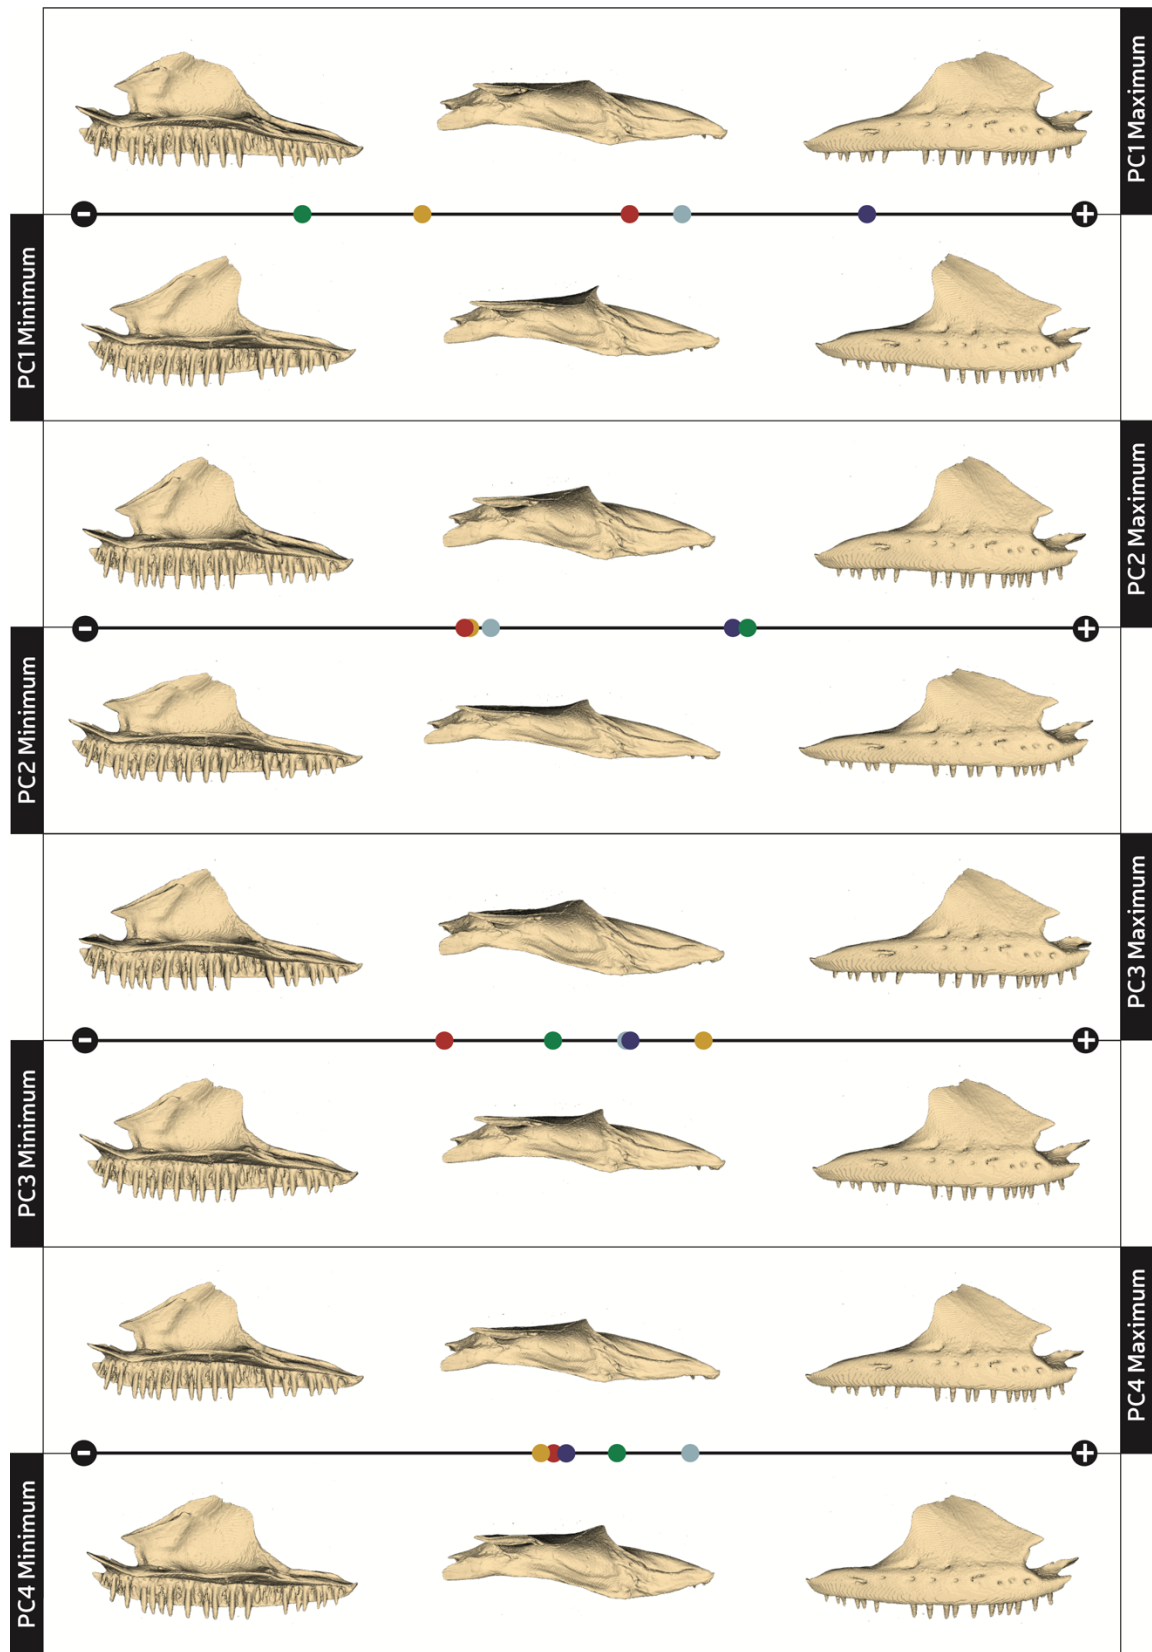 PC1 Maximum
- +
PC1 Minimum
PC2 Maximum
- +
PC2 Minimum
PC3 Maximum
- +
PC3 Minimum
PC4 Maximum
- +
PC4 Minimum